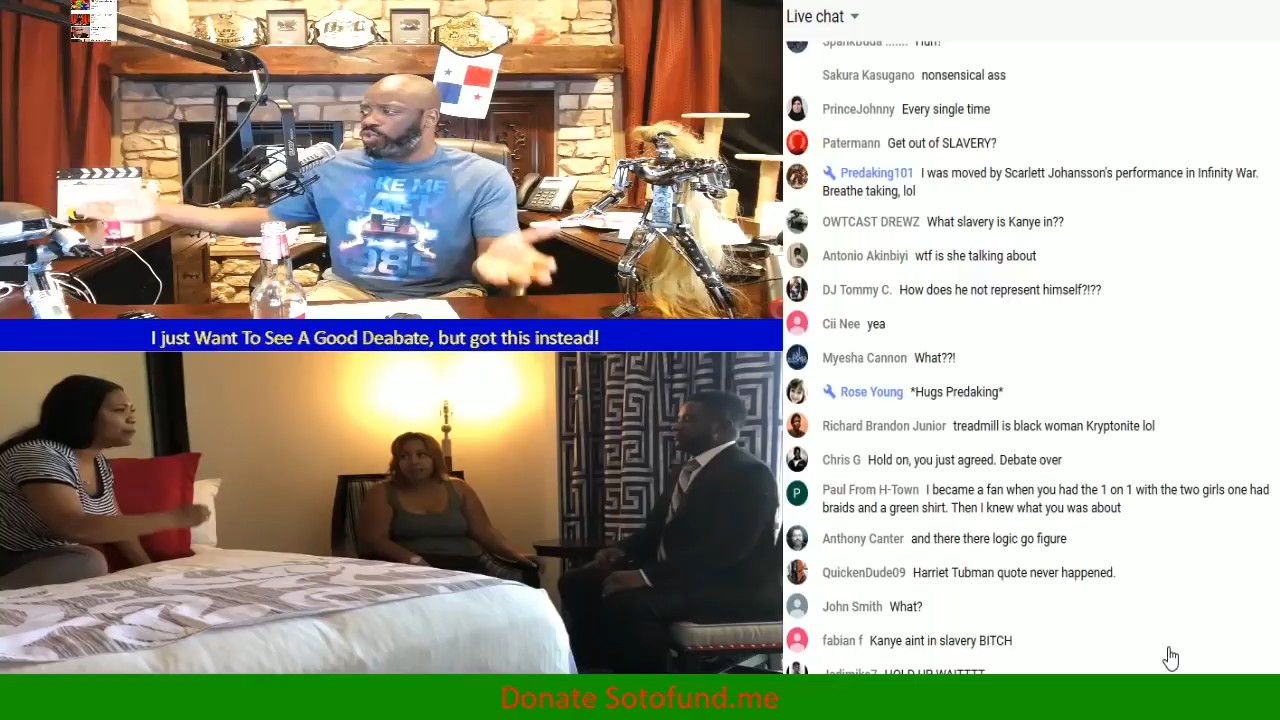 Live chat
SpankBuda ....... Huh!
Sakura Kasugano nonsensical ass
PrinceJohnny Every single time
Patermann Get out of SLAVERY?
Predaking101 I was moved by Scarlett Johansson's performance in Infinity War.
Breathe taking, lol
OWTCAST DREWZ What slavery is Kanye in??
Antonio Akinbiyi wtf is she talking about
DJ Tommy C. How does he not represent himself?!??
Cii Nee yea
Myesha Cannon What??!
Rose Young *Hugs Predaking*
Richard Brandon Junior treadmill is black woman Kryptonite lol
Chris G Hold on, you just agreed. Debate over
P
Paul From H-Town I became a fan when you had the 1 on 1 with the two girls one had
braids and a green shirt. Then I knew what you was about
Anthony Canter and there there logic go figure
QuickenDude09 Harriet Tubman quote never happened.
John Smith What?
fabian f Kanye aint in slavery BITCH
HOLD UP WAITTTT
1985
I just Want To See A Good Deabate, but got this instead!
Donate Sotofund.me